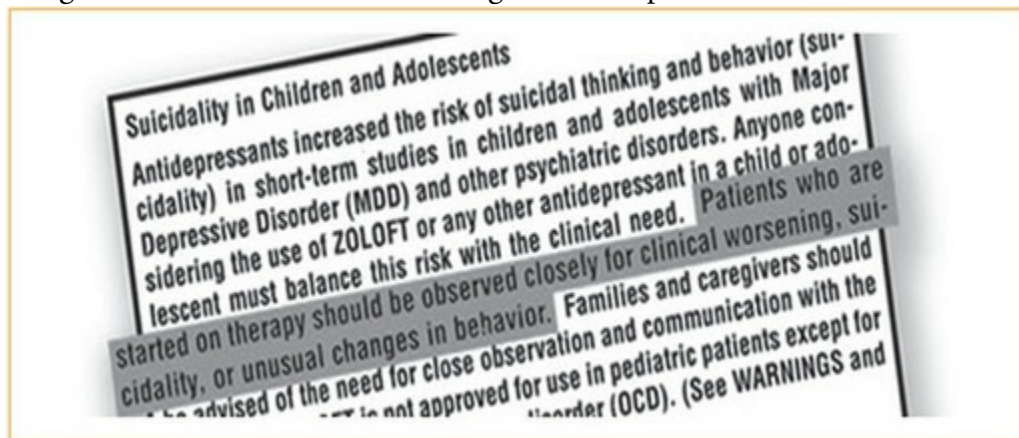 Suicidality in Children and Adolescents
Antidepressants increased the risk of suicidal thinking and behavior (sui-
cidality) in short-term studies in children and adolescents with Major
Depressive Disorder (MDD) and other psychiatric disorders. Anyone con-
sidering the use of ZOLOFT or any other antidepressant in a child or ado-
lescent must balance this risk with the clinical need. Patients who are
started on therapy should be observed closely for clinical worsening, sui-
cidality, or unusual changes in behavior. Families and caregivers should
be advised of the need for close observation and communication with the
is not approved for use in pediatric patients except for
(OCD). (See WARNINGS and